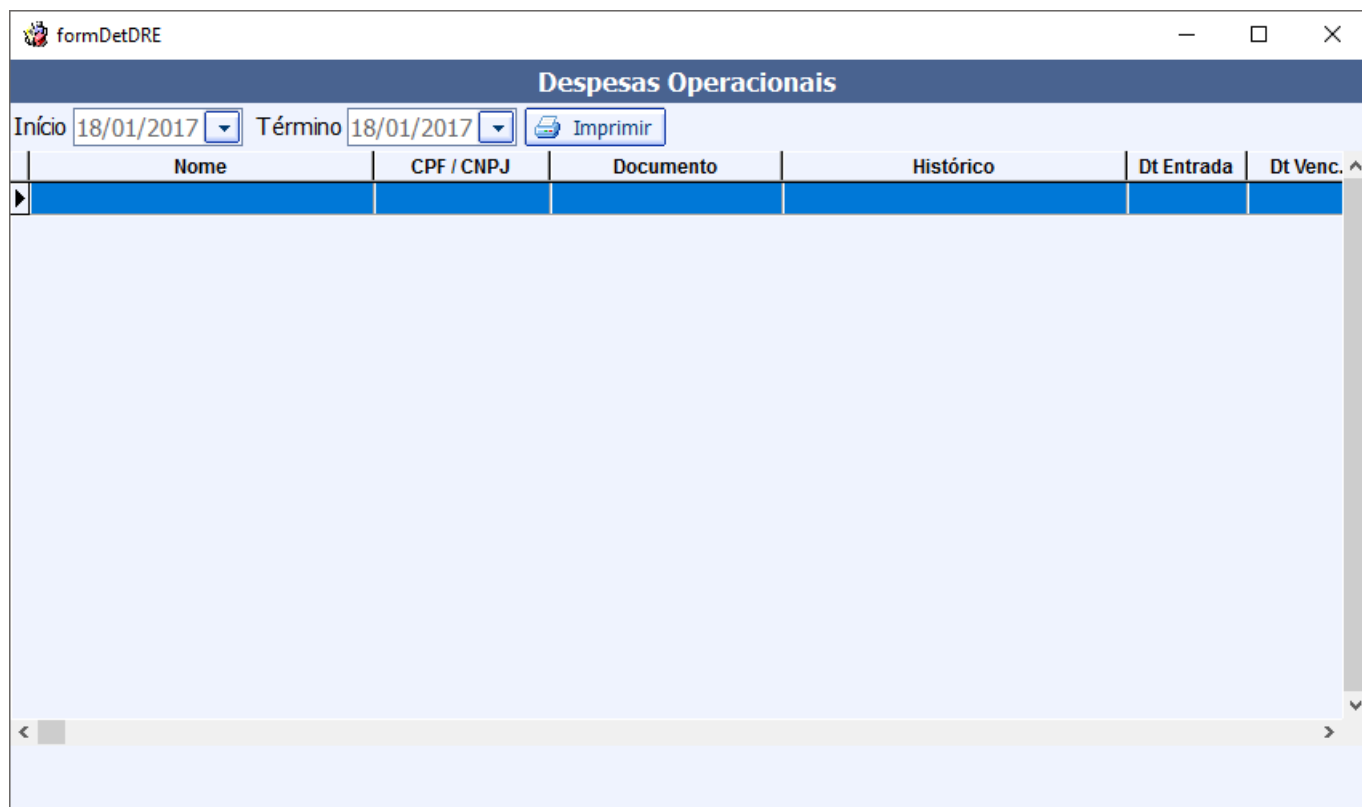 formDetDRE
Despesas Operacionais
Início 18/01/2017 Término 18/01/2017 Imprimir
Nome CPF / CNPJ Documento Histórico Dt Entrada Dt Venc.